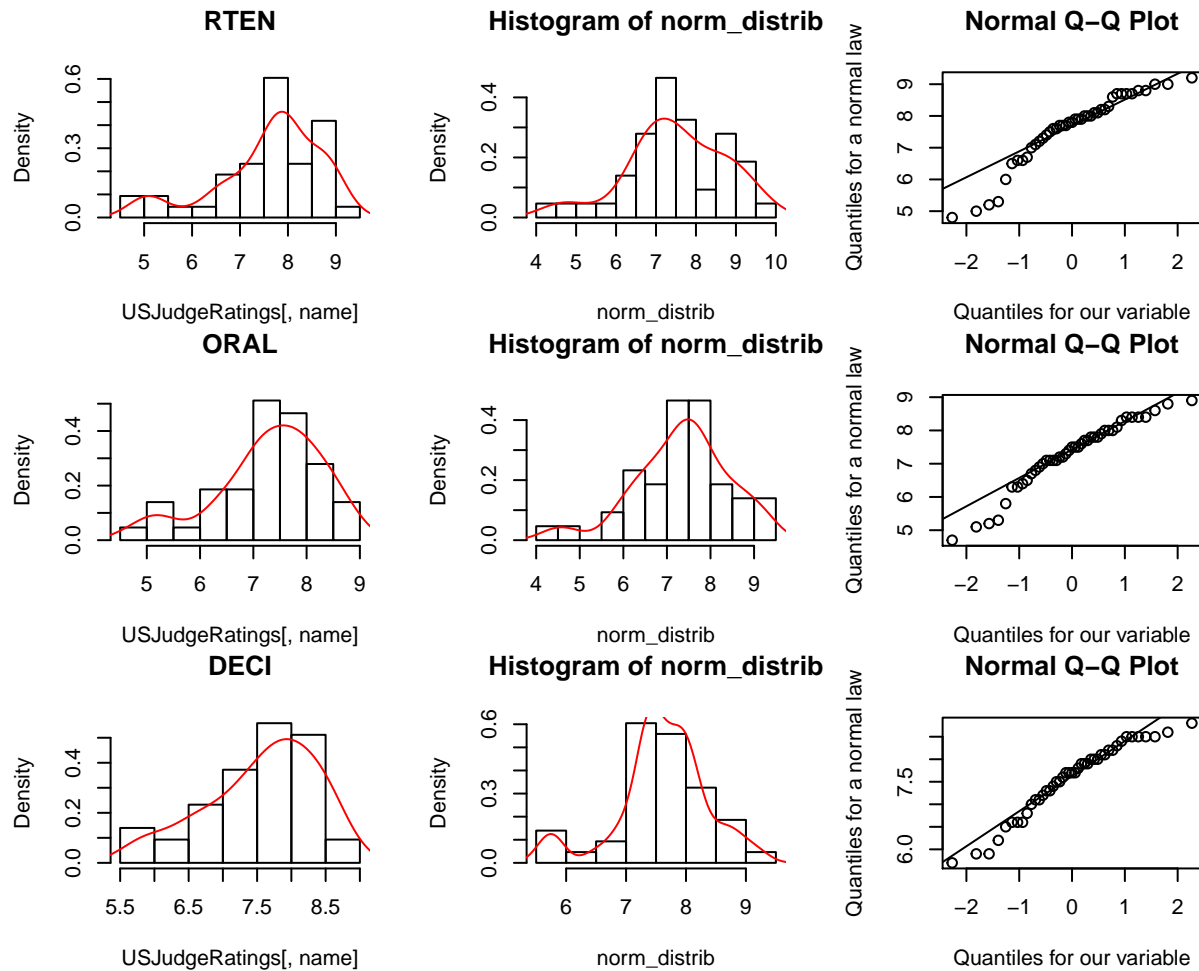 RTEN
Histogram of norm_distrib
Normal Q−Q Plot
Density
0.0
0.3
0.6
5 6 7 8 9
USJudgeRatings[, name]
Density
0.0
0.2
0.4
4 5 6 7 8 9 10
norm_distrib
Quantiles for a normal law
5
6
7
8
9
−2 −1 0 1 2
Quantiles for our variable
ORAL
Histogram of norm_distrib
Normal Q−Q Plot
Density
0.0
0.2
0.4
5 6 7 8 9
USJudgeRatings[, name]
Density
0.0
0.2
0.4
4 5 6 7 8 9
norm_distrib
Quantiles for a normal law
5
6
7
8
9
−2 −1 0 1 2
Quantiles for our variable
DECI
Histogram of norm_distrib
Normal Q−Q Plot
Density
0.0
0.2
0.4
5.5 6.5 7.5 8.5
USJudgeRatings[, name]
Density
0.0
0.3
0.6
6 7 8 9
norm_distrib
Quantiles for a normal law
6.0
7.5
−2 −1 0 1 2
Quantiles for our variable